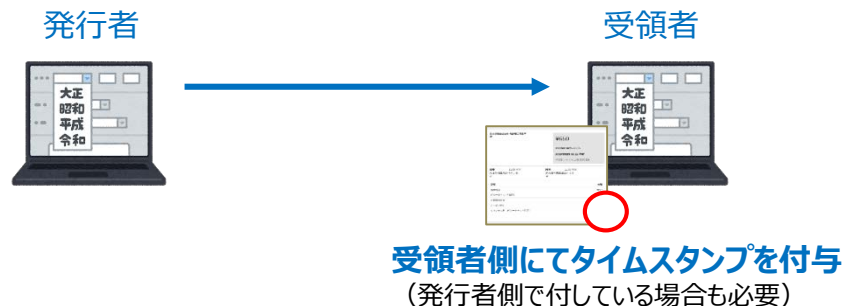 発行者
受領者
大正
昭和
平成
令和
大正
昭和
平成
令和
受領者側にてタイムスタンプを付与
（発行者側で付している場合も必要）